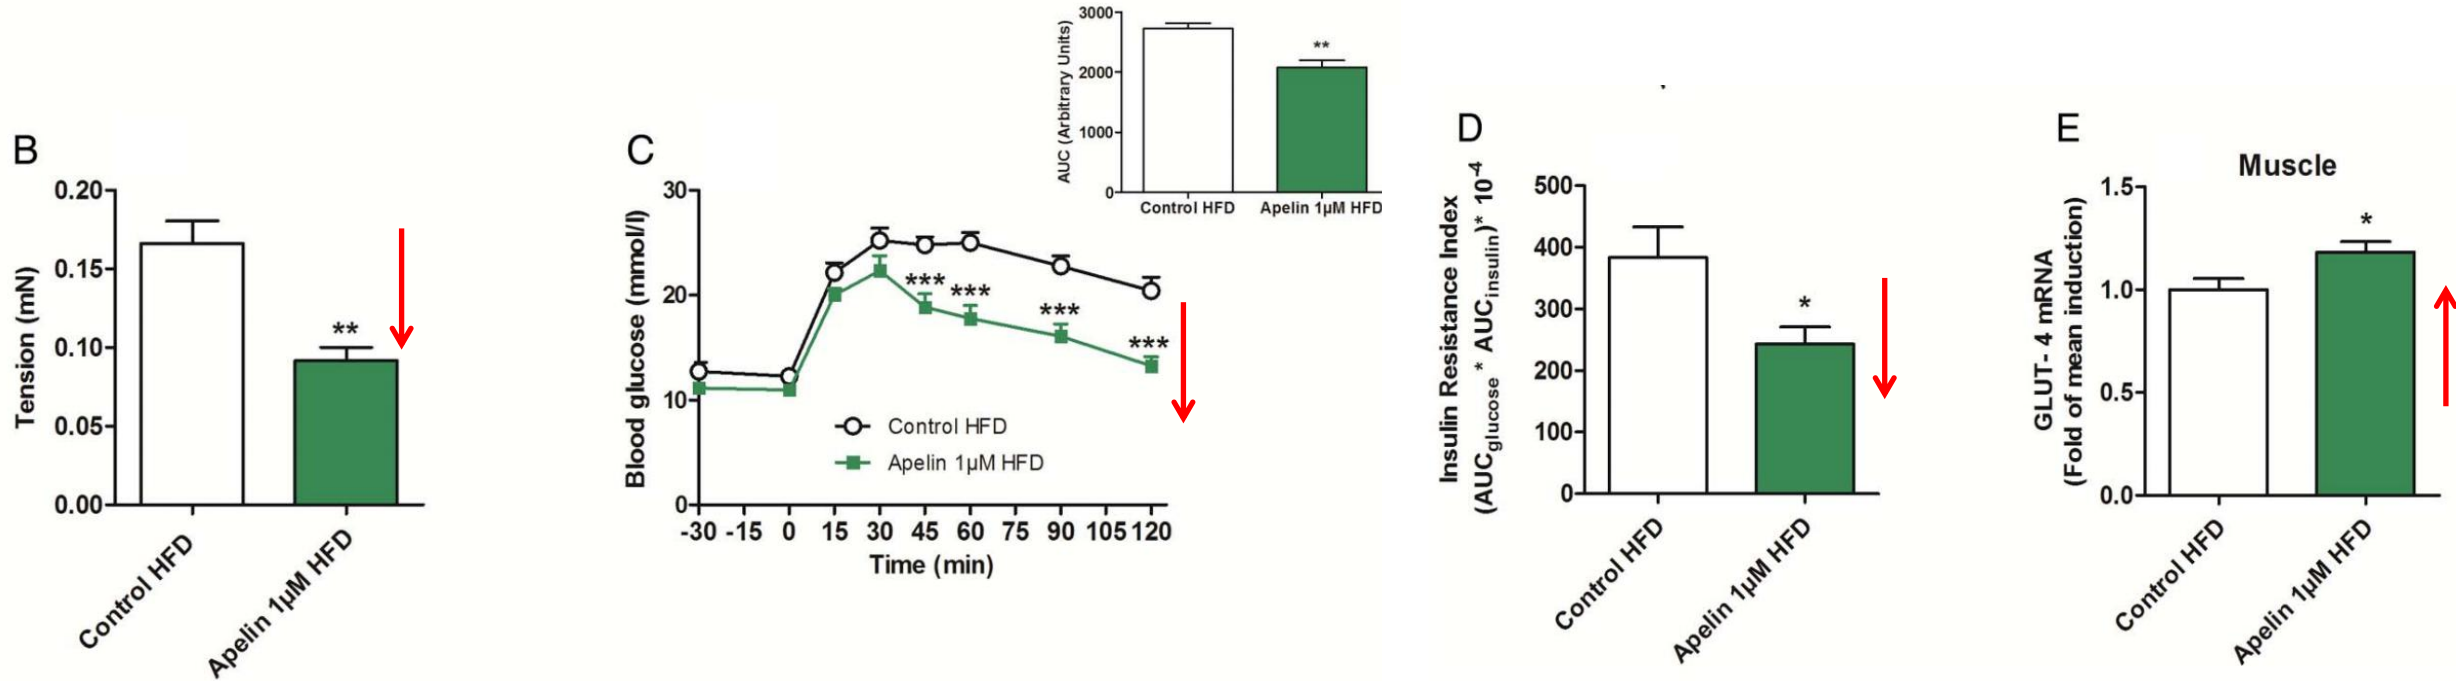 B
Tension (mN)
0.20
0.15
0.10
0.05
0.00
**
Control HFD
Apelin 1µM HFD
C
Blood glucose (mmol/l)
30
20
10
0
***
***
***
***
Control HFD
Apelin 1µM HFD
-30 -15 0 15 30 45 60 75 90 105 120
Time (min)
AUC (Arbitrary Units)
3000
2000
1000
0
**
Control HFD
Apelin 1µM HFD
D
Insulin Resistance Index
(AUCglucose* AUCinsulin)* 10-4
500
400
300
200
100
0
*
Control HFD
Apelin 1µM HFD
E
Muscle
GLUT- 4 mRNA
(Fold of mean induction)
1.5
1.0
0.5
0.0
*
Control HFD
Apelin 1µM HFD